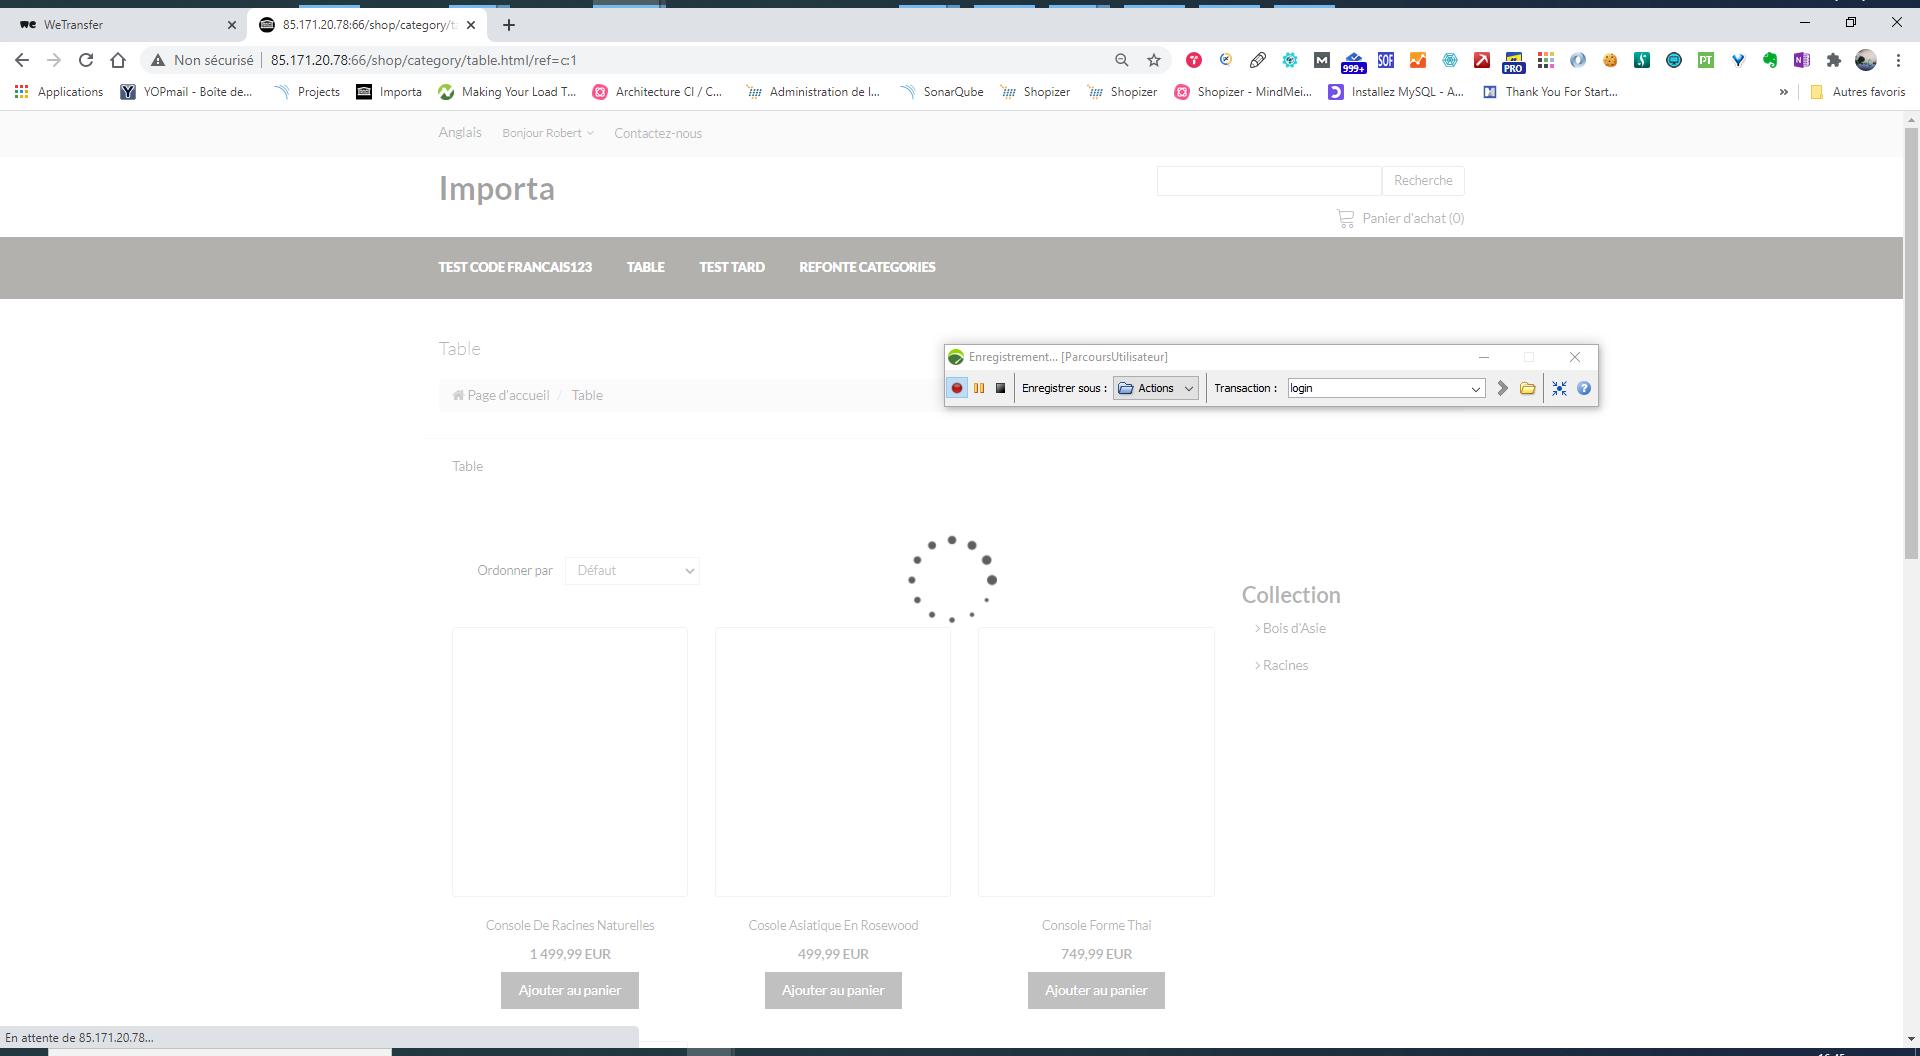 WeTransfer
85.171.20.78:66/shop/category/ta
Non sécurisé 85.171.20.78:66/shop/category/table.html/ref=c:1
M
999+
SOF
PRO
PT
Applications
YOPmail - Boîte de...
Projects
Importa
Making Your Load T...
Architecture CI / C...
Administration de l...
SonarQube
Shopizer
Shopizer
Shopizer - MindMei...
Installez MySQL - A...
Thank You For Start...
»
Autres favoris
Anglais
Bonjour Robert
Contactez-nous
Importa
Recherche
Panier d'achat (0)
TEST CODE FRANCAIS123
TABLE
TEST TARD
REFONTE CATEGORIES
Table
Enregistrement... [ParcoursUtilisateur]
Enregistrer sous : Actions
Transaction : login
Page d'accueil / Table
Table
Ordonner par Défaut
Collection
Bois d'Asie
Racines
Console De Racines Naturelles
1 499,99 EUR
Ajouter au panier
Cosole Asiatique En Rosewood
499,99 EUR
Ajouter au panier
Console Forme Thai
749,99 EUR
Ajouter au panier
En attente de 85.171.20.78...